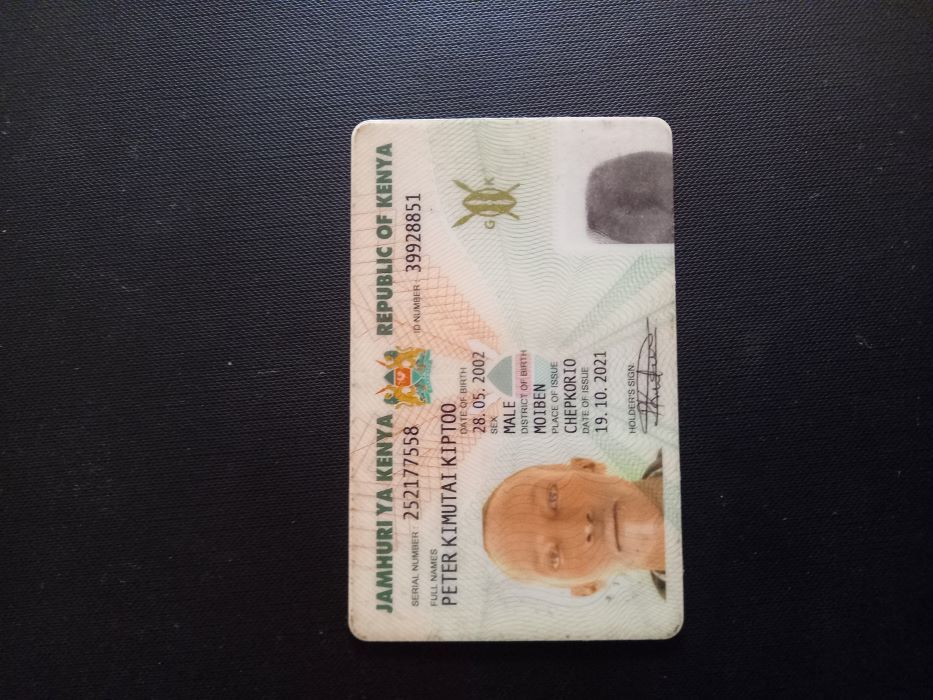 JAMHURI YA KENYA REPUBLIC OF KENYA
SERIAL NUMBER : 252177558 ID NUMBER : 39928851
FULL NAMES
PETER KIMUTAI KIPTOO
DATE OF BIRTH
28. 05. 2002
SEX
MALE
G K
DISTRICT OF BIRTH
MOIBEN
PLACE OF ISSUE
CHEPKORIO
DATE OF ISSUE
19. 10. 2021
HOLDER'S SIGN.